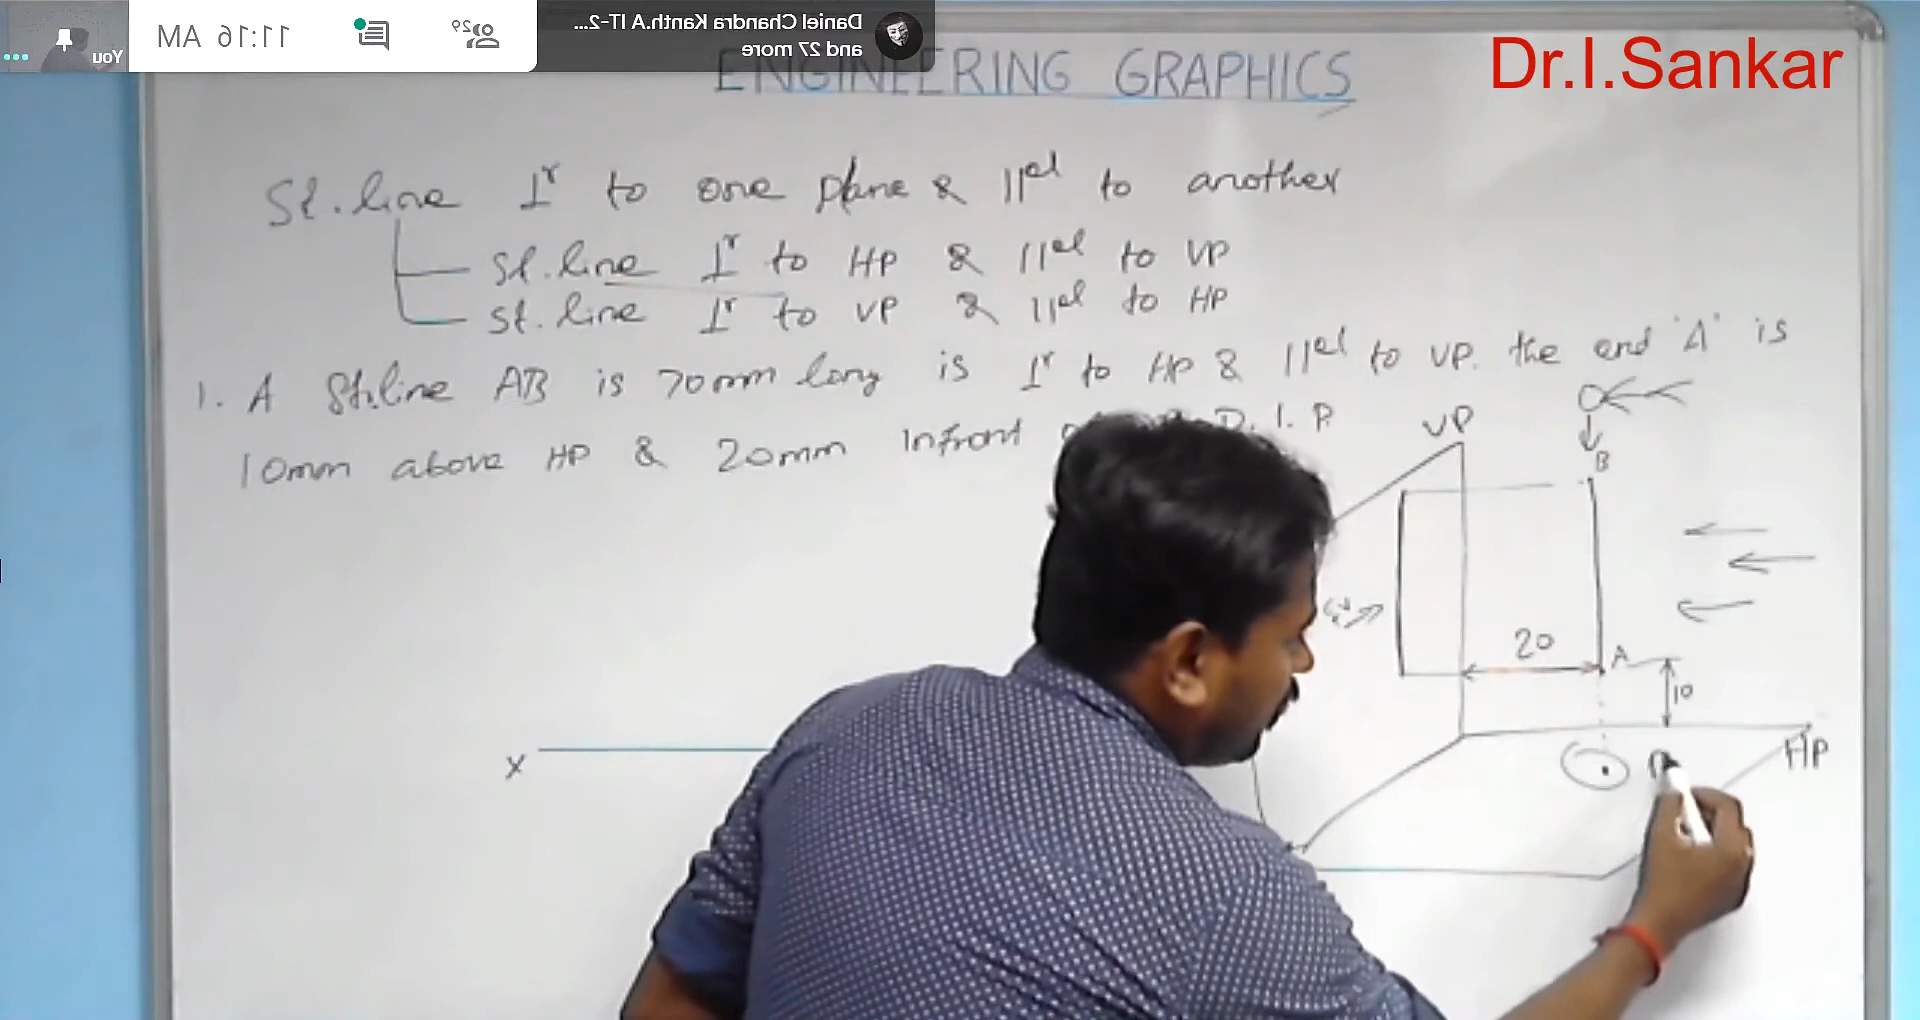 You
11:16 AM
29
Daniel Chandra Kanth.A IT-2...
and 27 more
ENGINEERING GRAPHICS
Dr.I.Sankar
St. line ⊥r to one plane & ||el to another
St. line ⊥r to HP & ||el to VP
St. line ⊥r to VP & ||el to HP
1. A St.line AB is 70mm long is ⊥r to HP & ||el to VP. the end 'A' is
10mm above HP & 20mm Infront D.I.P.
VP
B
20
A
10
X
HP